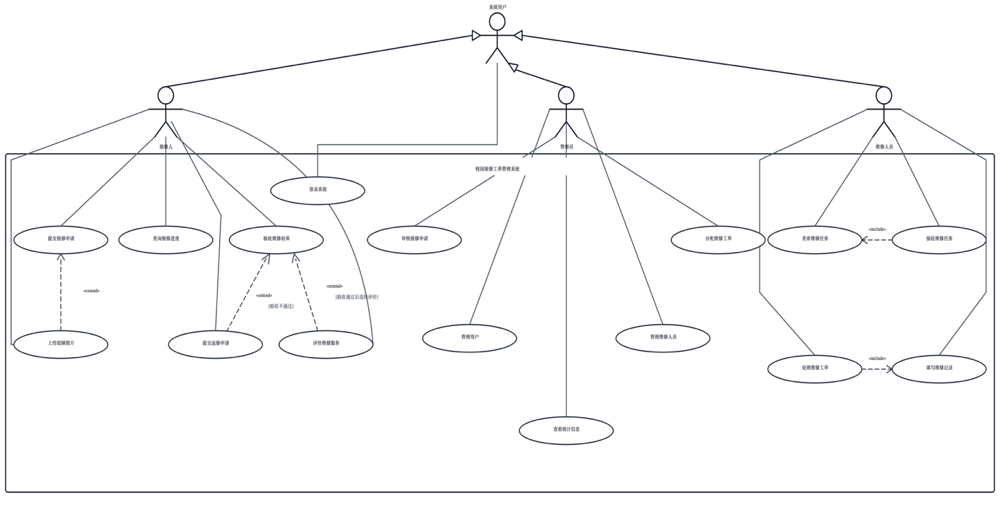 系统用户
报修人
管理员
维修人员
校园报修工单管理系统
登录系统
提交报修申请
查询报修进度
验收维修结果
审核报修申请
分配维修工单
查看维修任务
«include»
接收维修任务
«extend»
«extend»
[验收不通过]
«extend»
[验收通过后选择评价]
上传故障图片
提交返修申请
评价维修服务
管理用户
管理维修人员
处理维修工单
«include»
填写维修记录
查看统计信息